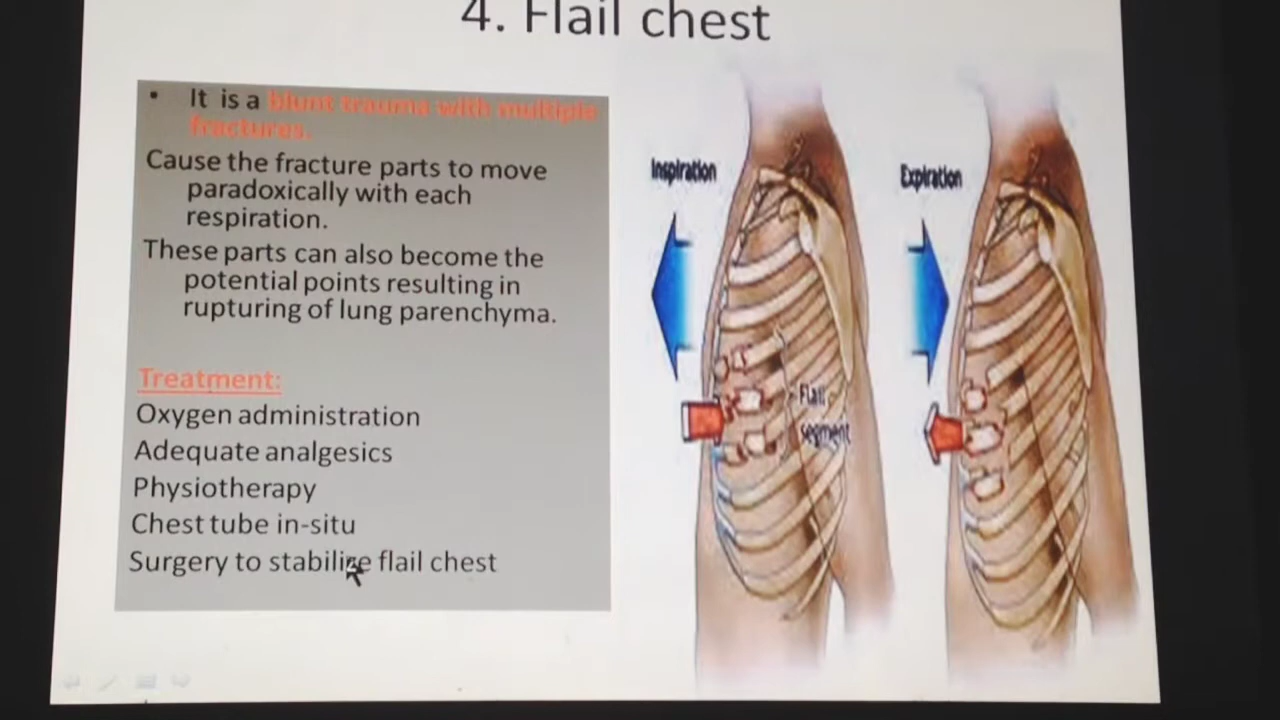 4. Flail chest
• It is a blunt trauma with multiple
fractures.
Cause the fracture parts to move
paradoxically with each
respiration.
These parts can also become the
potential points resulting in
rupturing of lung parenchyma.
Treatment:
Oxygen administration
Adequate analgesics
Physiotherapy
Chest tube in-situ
Surgery to stabilize flail chest
Inspiration
Flail
segment
Expiration